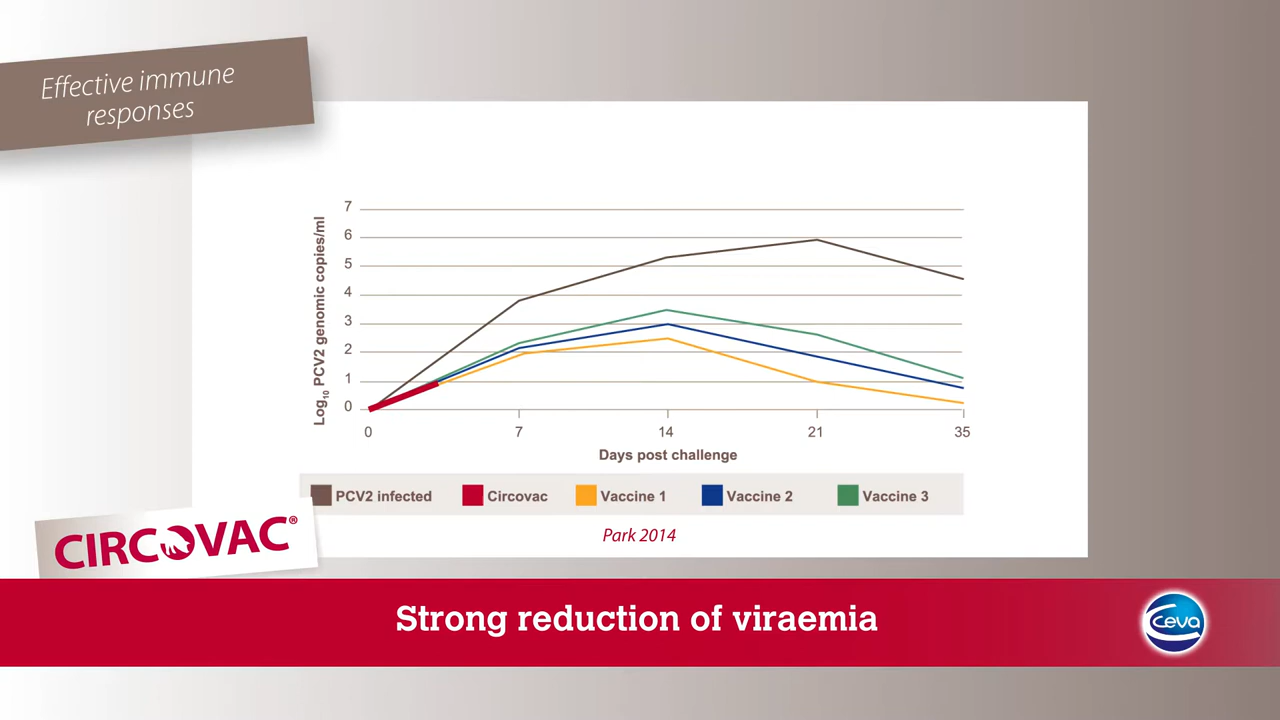 Effective immune
responses
Log10 PCV2 genomic copies/ml
7
6
5
4
3
2
1
0
0 7 14 21 35
Days post challenge
PCV2 infected Circovac Vaccine 1 Vaccine 2 Vaccine 3
Park 2014
CIRCOVAC®
Strong reduction of viraemia
Ceva